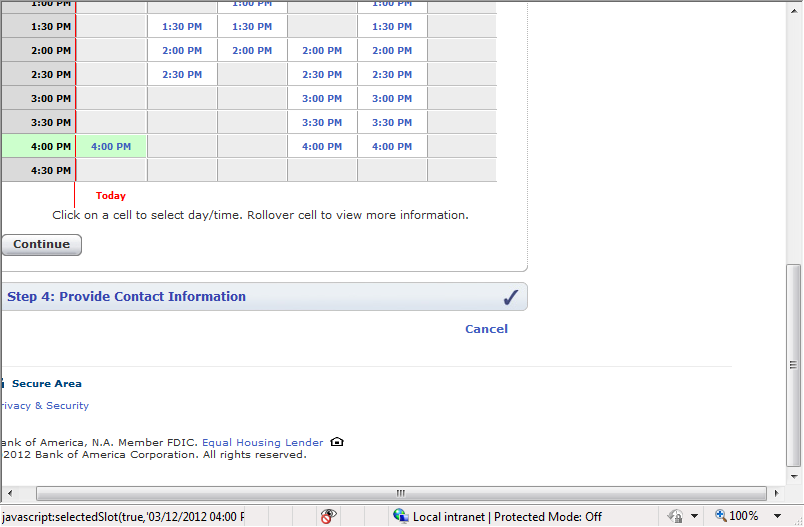 1:00 PM 1:00 PM 1:00 PM
1:30 PM 1:30 PM 1:30 PM 1:30 PM
2:00 PM 2:00 PM 2:00 PM 2:00 PM 2:00 PM
2:30 PM 2:30 PM 2:30 PM 2:30 PM
3:00 PM 3:00 PM 3:00 PM
3:30 PM 3:30 PM 3:30 PM
4:00 PM 4:00 PM 4:00 PM 4:00 PM
4:30 PM
Today
Click on a cell to select day/time. Rollover cell to view more information.
Continue
Step 4: Provide Contact Information
Cancel
Secure Area
rivacy & Security
ank of America, N.A. Member FDIC. Equal Housing Lender
2012 Bank of America Corporation. All rights reserved.
javascript:selectedSlot(true,'03/12/2012 04:00 P Local intranet | Protected Mode: Off 100%